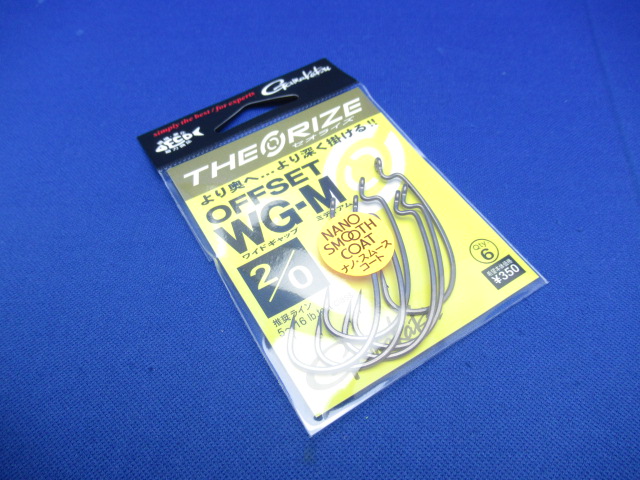 simply the best / for experts
Gamakatsu
THEORIZE
セオライズ
より奥へ…より深く掛ける!!
OFFSET
WG-M
ワイドギャップ ミディアム
2/0
NANO
SMOOTH
COAT
ナノ・スムース
コート
QTY
6
¥350
推奨ライン
5~16 lb